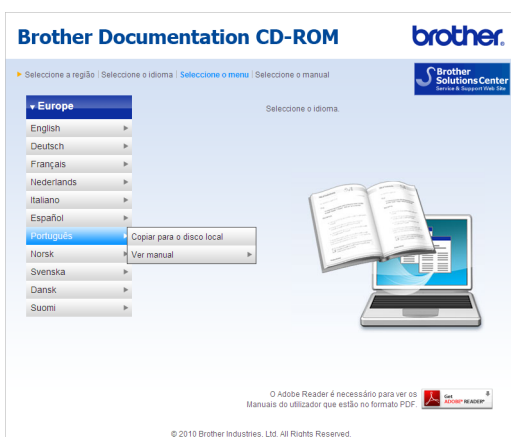 Brother Documentation CD-ROM
brother.
Seleccione a região | Seleccione o idioma | Seleccione o menu | Seleccione o manual
Brother
Solutions Center
Service & Support Web Site
Europe
Seleccione o idioma.
English
Deutsch
Français
Nederlands
Italiano
Español
Português
Copiar para o disco local
Norsk
Ver manual
Svenska
Dansk
Suomi
O Adobe Reader é necessário para ver os
Manuais do utilizador que estão no formato PDF.
Get
ADOBE® READER®
© 2010 Brother Industries, Ltd. All Rights Reserved.